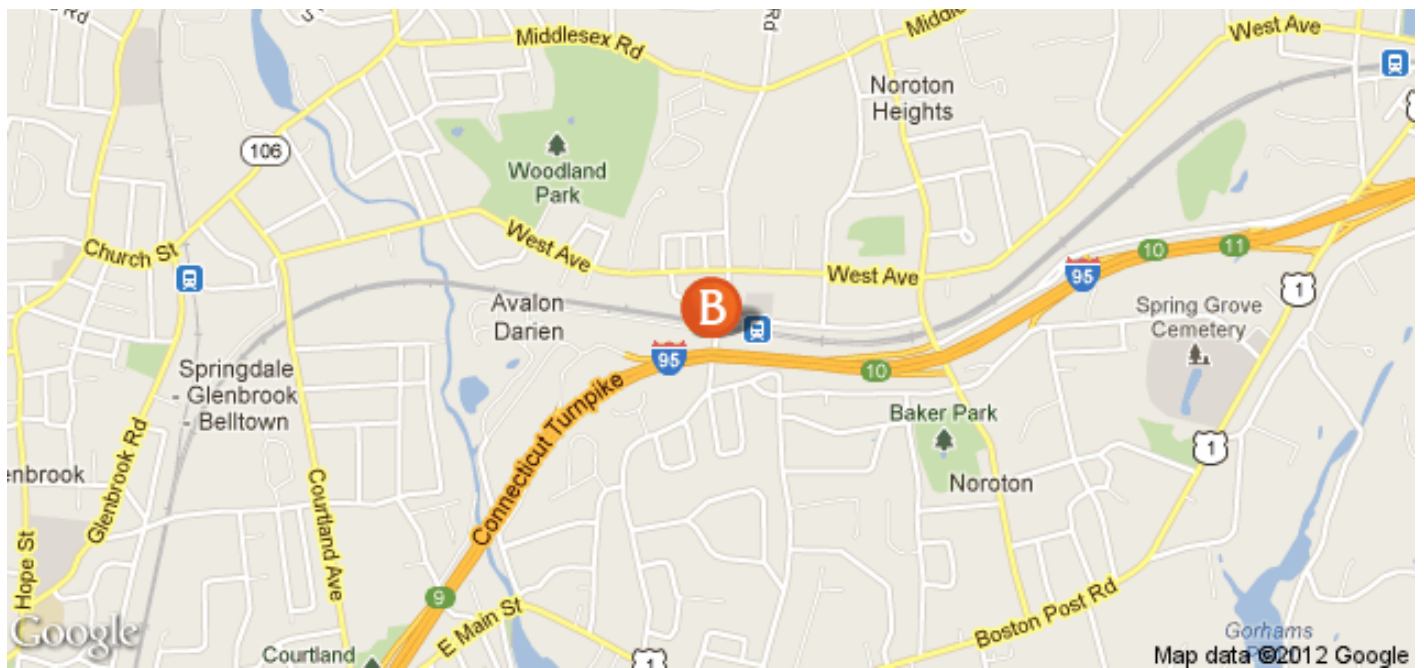 Middlesex Rd
Middle
Rd
West Ave
Noroton
Heights
106
Woodland
Park
Church St
West Ave
West Ave
10
11
95
1
Avalon
Darien
B
Spring Grove
Cemetery
95
10
Springdale
- Glenbrook
- Belltown
Connecticut Turnpike
Baker Park
1
enbrook
Glenbrook Rd
Courtland Ave
Noroton
Hope St
9
E Main St
Boston Post Rd
Google
Courtland
1
Gorhams
Map data ©2012 Google